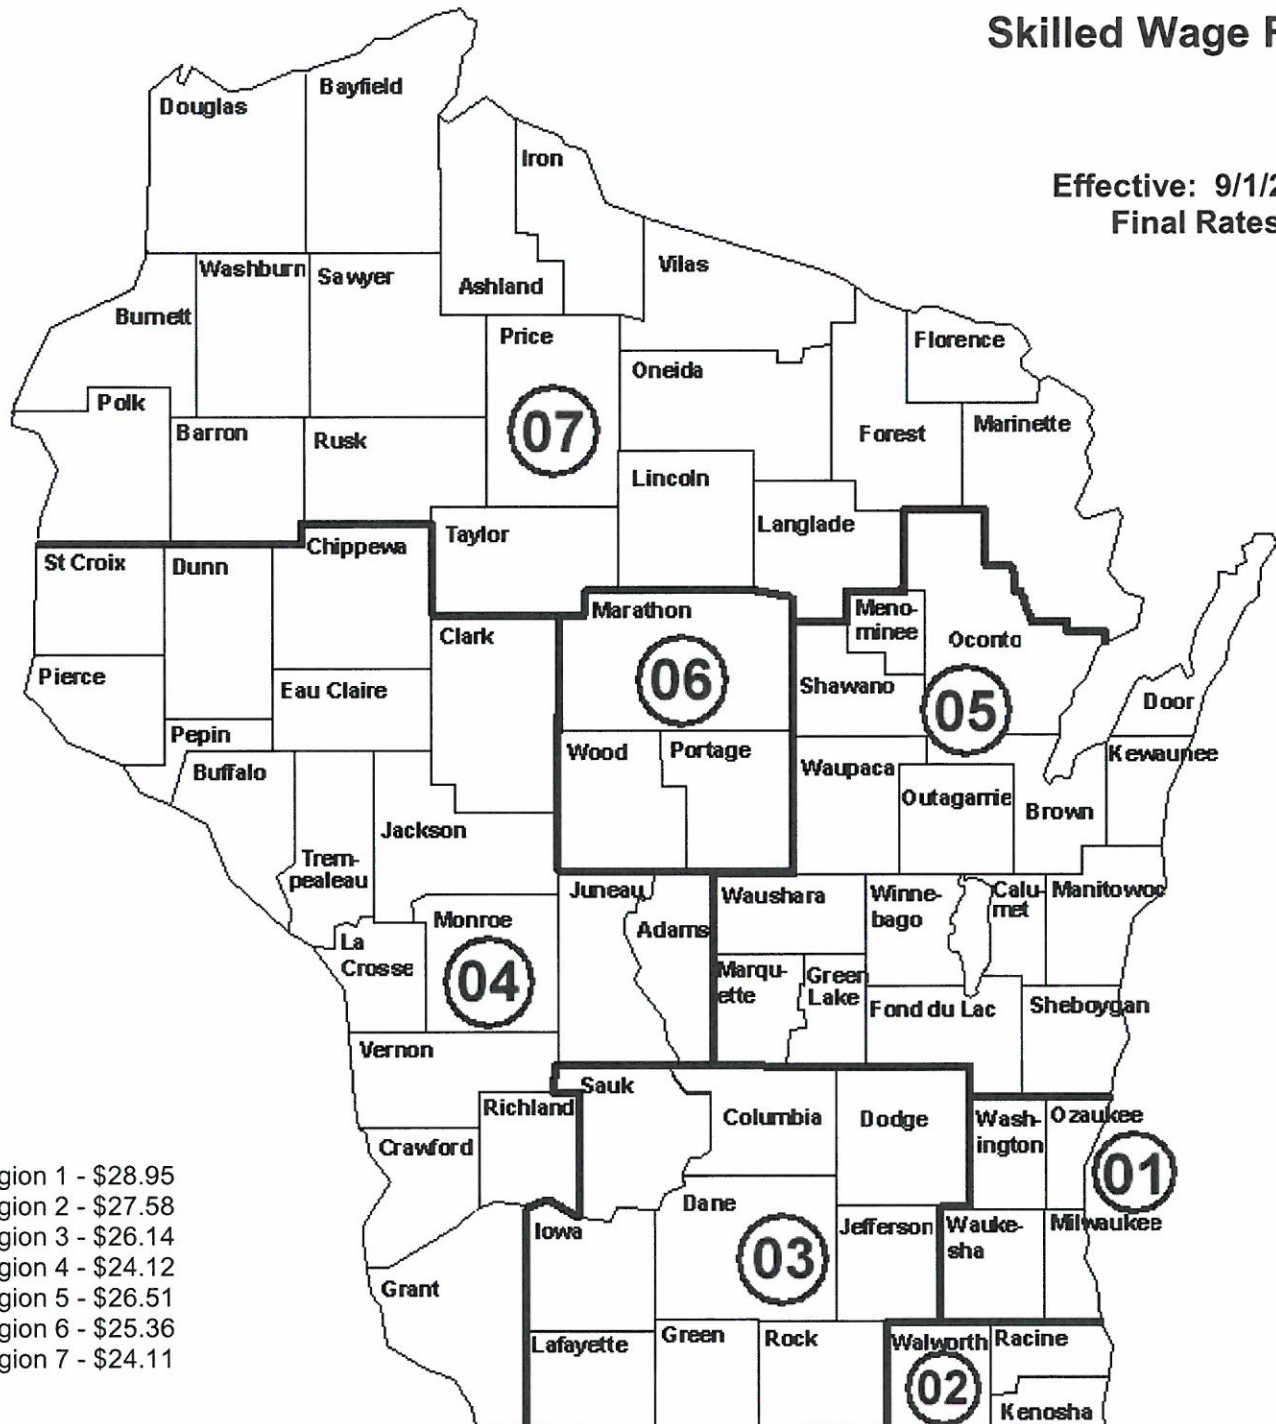 Skilled Wage
Effective: 9/1/2
Final Rates
Douglas
Bayfield
Iron
Ashland
Vilas
Washburn
Sawyer
Burnett
Price
Florence
Oneida
Polk
Barron
Rusk
07
Forest
Marinette
Lincoln
Langlade
Taylor
Chippewa
St Croix
Dunn
Marathon
Meno-
minee
Oconto
Clark
06
Pierce
Eau Claire
Shawano
05
Door
Pepin
Wood
Portage
Kewaunee
Buffalo
Waupaca
Outagamie
Brown
Jackson
Trem-
pealeau
Juneau
Adams
Waushara
Winne-
bago
Calu-
met
Manitowoc
Monroe
La
Crosse
04
Marqu-
ette
Green
Lake
Fond du Lac
Sheboygan
Vernon
Sauk
Richland
Columbia
Dodge
Wash-
ington
Ozaukee
Crawford
01
Dane
Iowa
Jefferson
Wauke-
sha
Milwaukee
03
Grant
Lafayette
Green
Rock
Walworth
Racine
02
Kenosha
gion 1 - $28.95
gion 2 - $27.58
gion 3 - $26.14
gion 4 - $24.12
gion 5 - $26.51
gion 6 - $25.36
gion 7 - $24.11